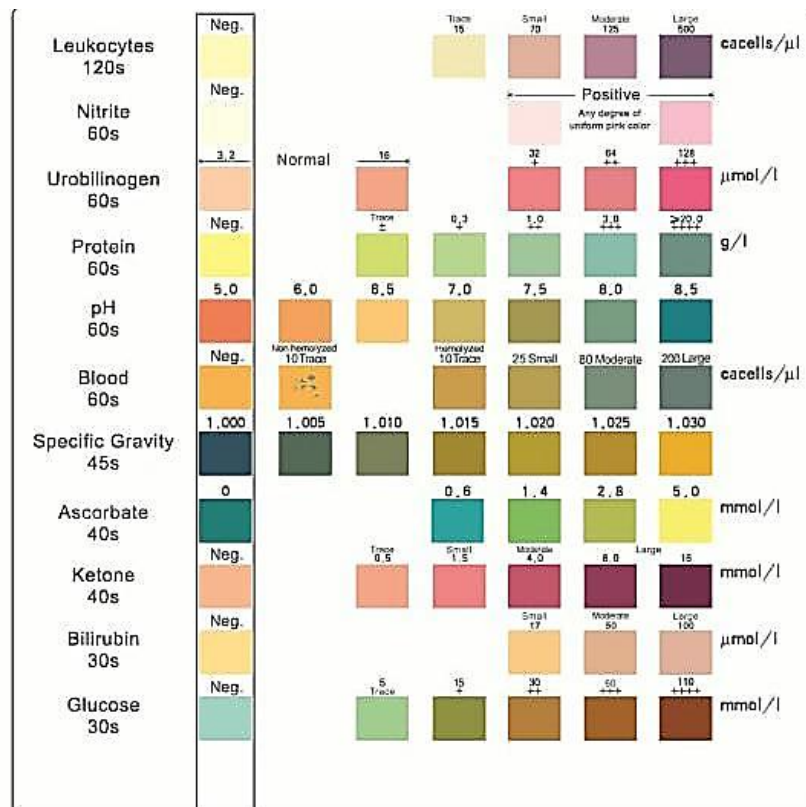 Neg. Trace Small Moderate Large
Leukocytes 15 70 125 500 cacells/µl
120s
Neg. Positive
Nitrite Any degree of
60s uniform pink color
3.2 Normal 16 32 64 128
Urobilinogen + ++ +++ µmol/l
60s
Neg. Trace 0.3 1.0 3.0 ≥20.0
Protein ± + ++ +++ ++++ g/l
60s
5.0 6.0 6.5 7.0 7.5 8.0 8.5
pH
60s
Neg. Non hemolyzed Hemolyzed
10 Trace 10 Trace 25 Small 80 Moderate 200 Large
Blood cacells/µl
60s
1.000 1.005 1.010 1.015 1.020 1.025 1.030
Specific Gravity
45s
0 0.6 1.4 2.8 5.0
Ascorbate mmol/l
40s
Neg. Trace Small Moderate Large
0.5 1.5 4.0 8.0 16
Ketone mmol/l
40s
Neg. Small Moderate Large
17 50 100
Bilirubin µmol/l
30s
Neg. 5 15 30 60 110
Trace + ++ +++ ++++
Glucose mmol/l
30s